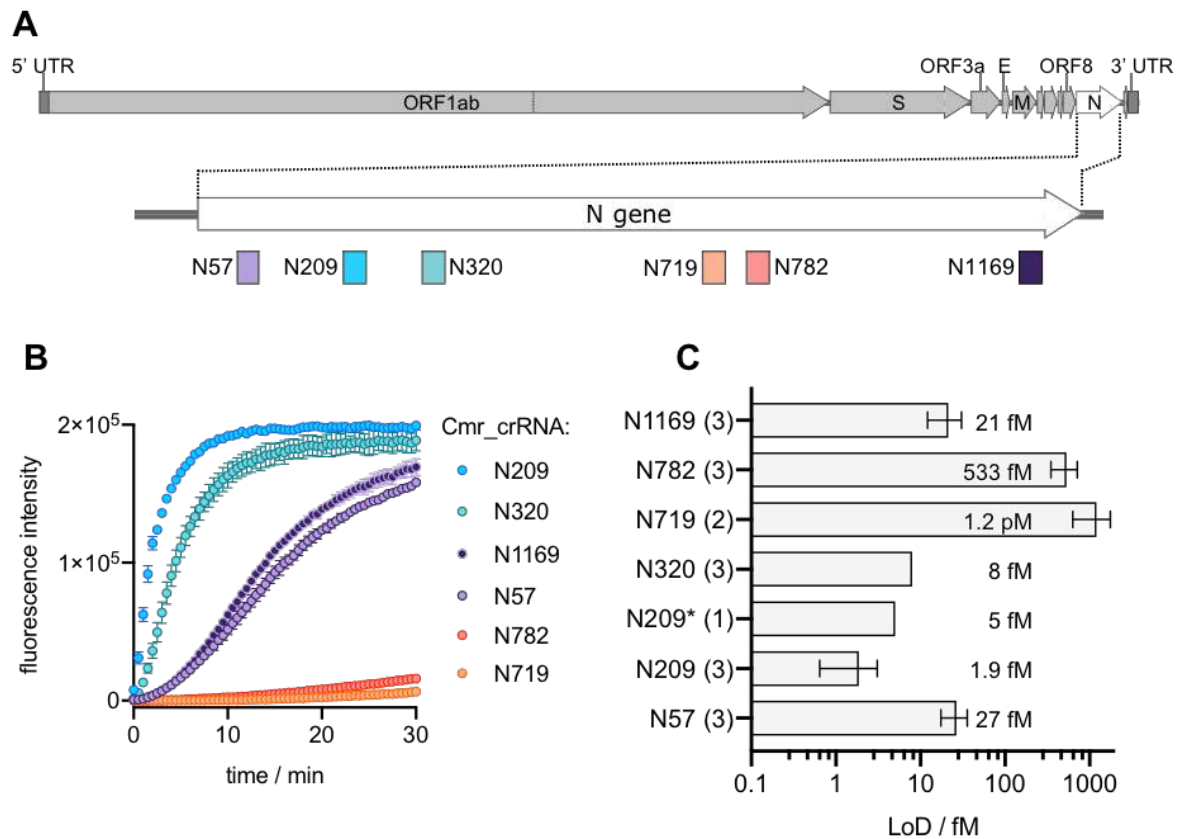 A
5' UTR ORF3a E ORF8 3' UTR
ORF1ab S M N
N gene
N57 N209 N320 N719 N782 N1169
B
2×10⁵
1×10⁵
0
0 10 20 30
fluorescence intensity
time / min
Cmr_crRNA:
N209
N320
N1169
N57
N782
N719
C
N1169 (3) 21 fM
N782 (3) 533 fM
N719 (2) 1.2 pM
N320 (3) 8 fM
N209* (1) 5 fM
N209 (3) 1.9 fM
N57 (3) 27 fM
0.1 1 10 100 1000
LoD / fM